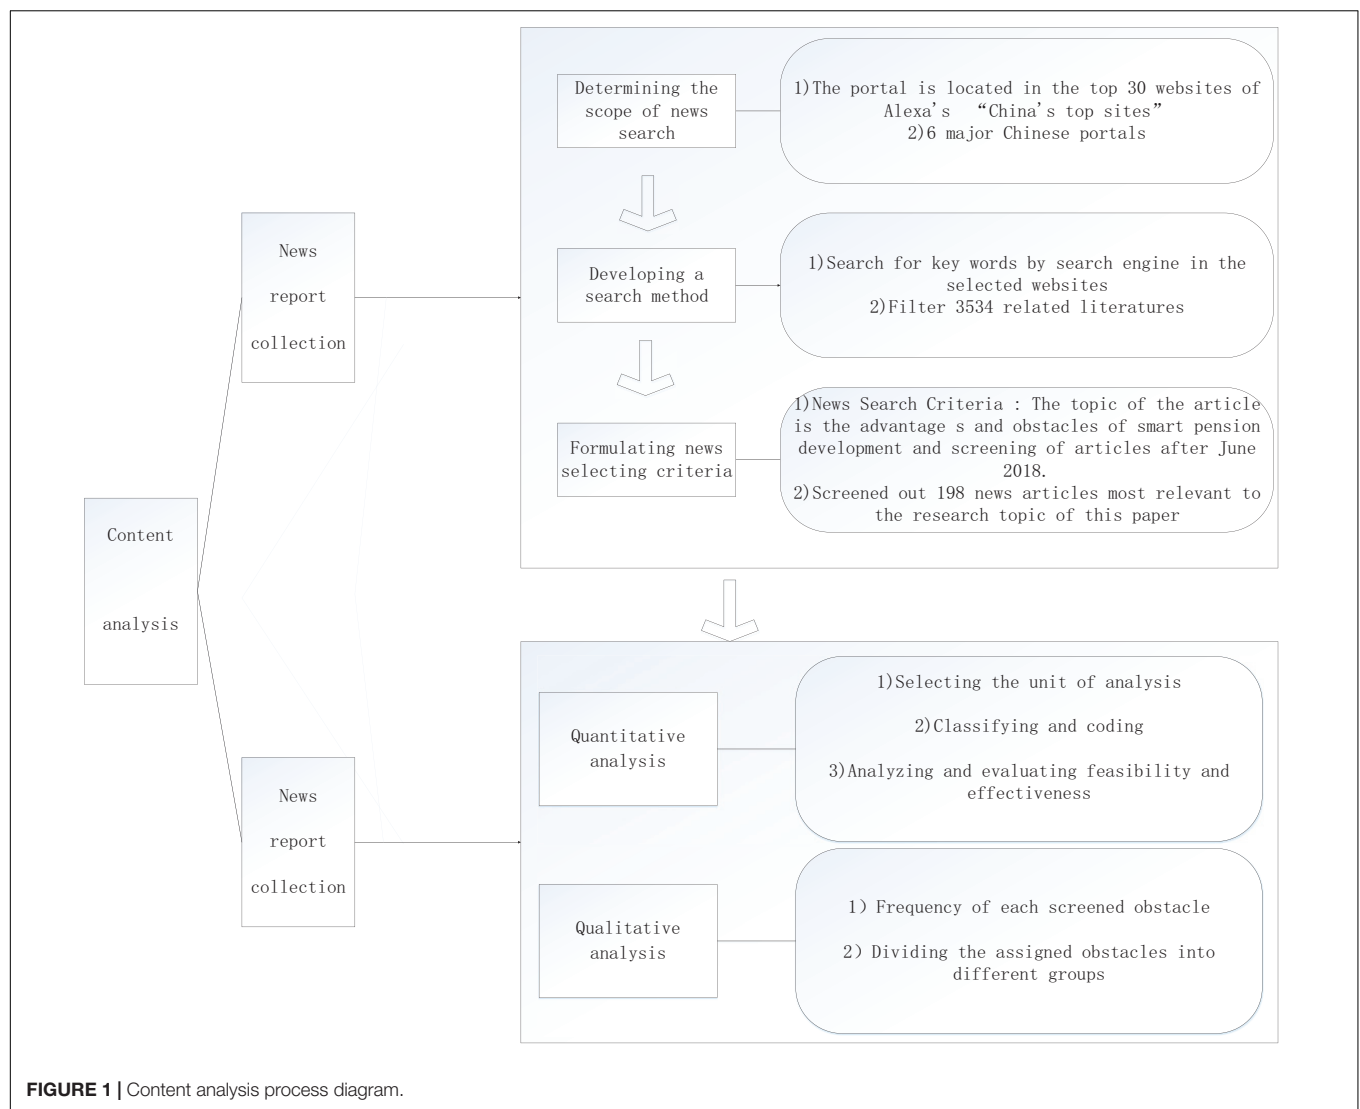 Content
analysis
News
report
collection
Determining the
scope of news
search
1)The portal is located in the top 30 websites of
Alexa's “China's top sites”
2)6 major Chinese portals
Developing a
search method
1)Search for key words by search engine in the
selected websites
2)Filter 3534 related literatures
Formulating news
selecting criteria
1)News Search Criteria : The topic of the article
is the advantage s and obstacles of smart pension
development and screening of articles after June
2018.
2)Screened out 198 news articles most relevant to
the research topic of this paper
News
report
collection
Quantitative
analysis
1)Selecting the unit of analysis
2)Classifying and coding
3)Analyzing and evaluating feasibility and
effectiveness
Qualitative
analysis
1) Frequency of each screened obstacle
2) Dividing the assigned obstacles into
different groups
FIGURE 1 | Content analysis process diagram.